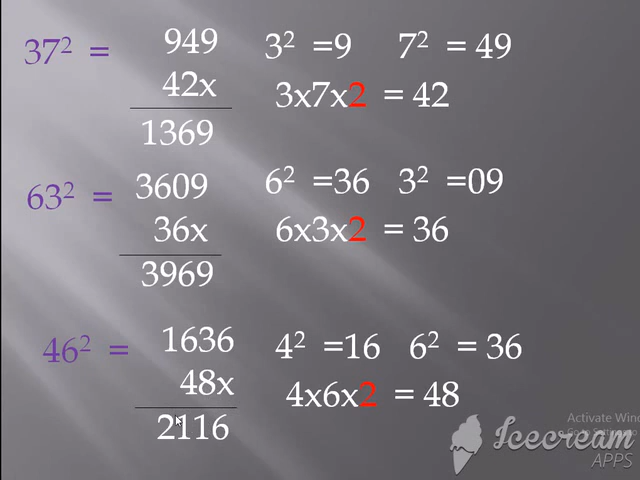 37² = 949 3² =9 7² = 49
42x 3x7x2 = 42
1369
63² = 3609 6² =36 3² =09
36x 6x3x2 = 36
3969
46² = 1636 4² =16 6² = 36
48x 4x6x2 = 48
2116
Activate Wind
Icecream
APPS